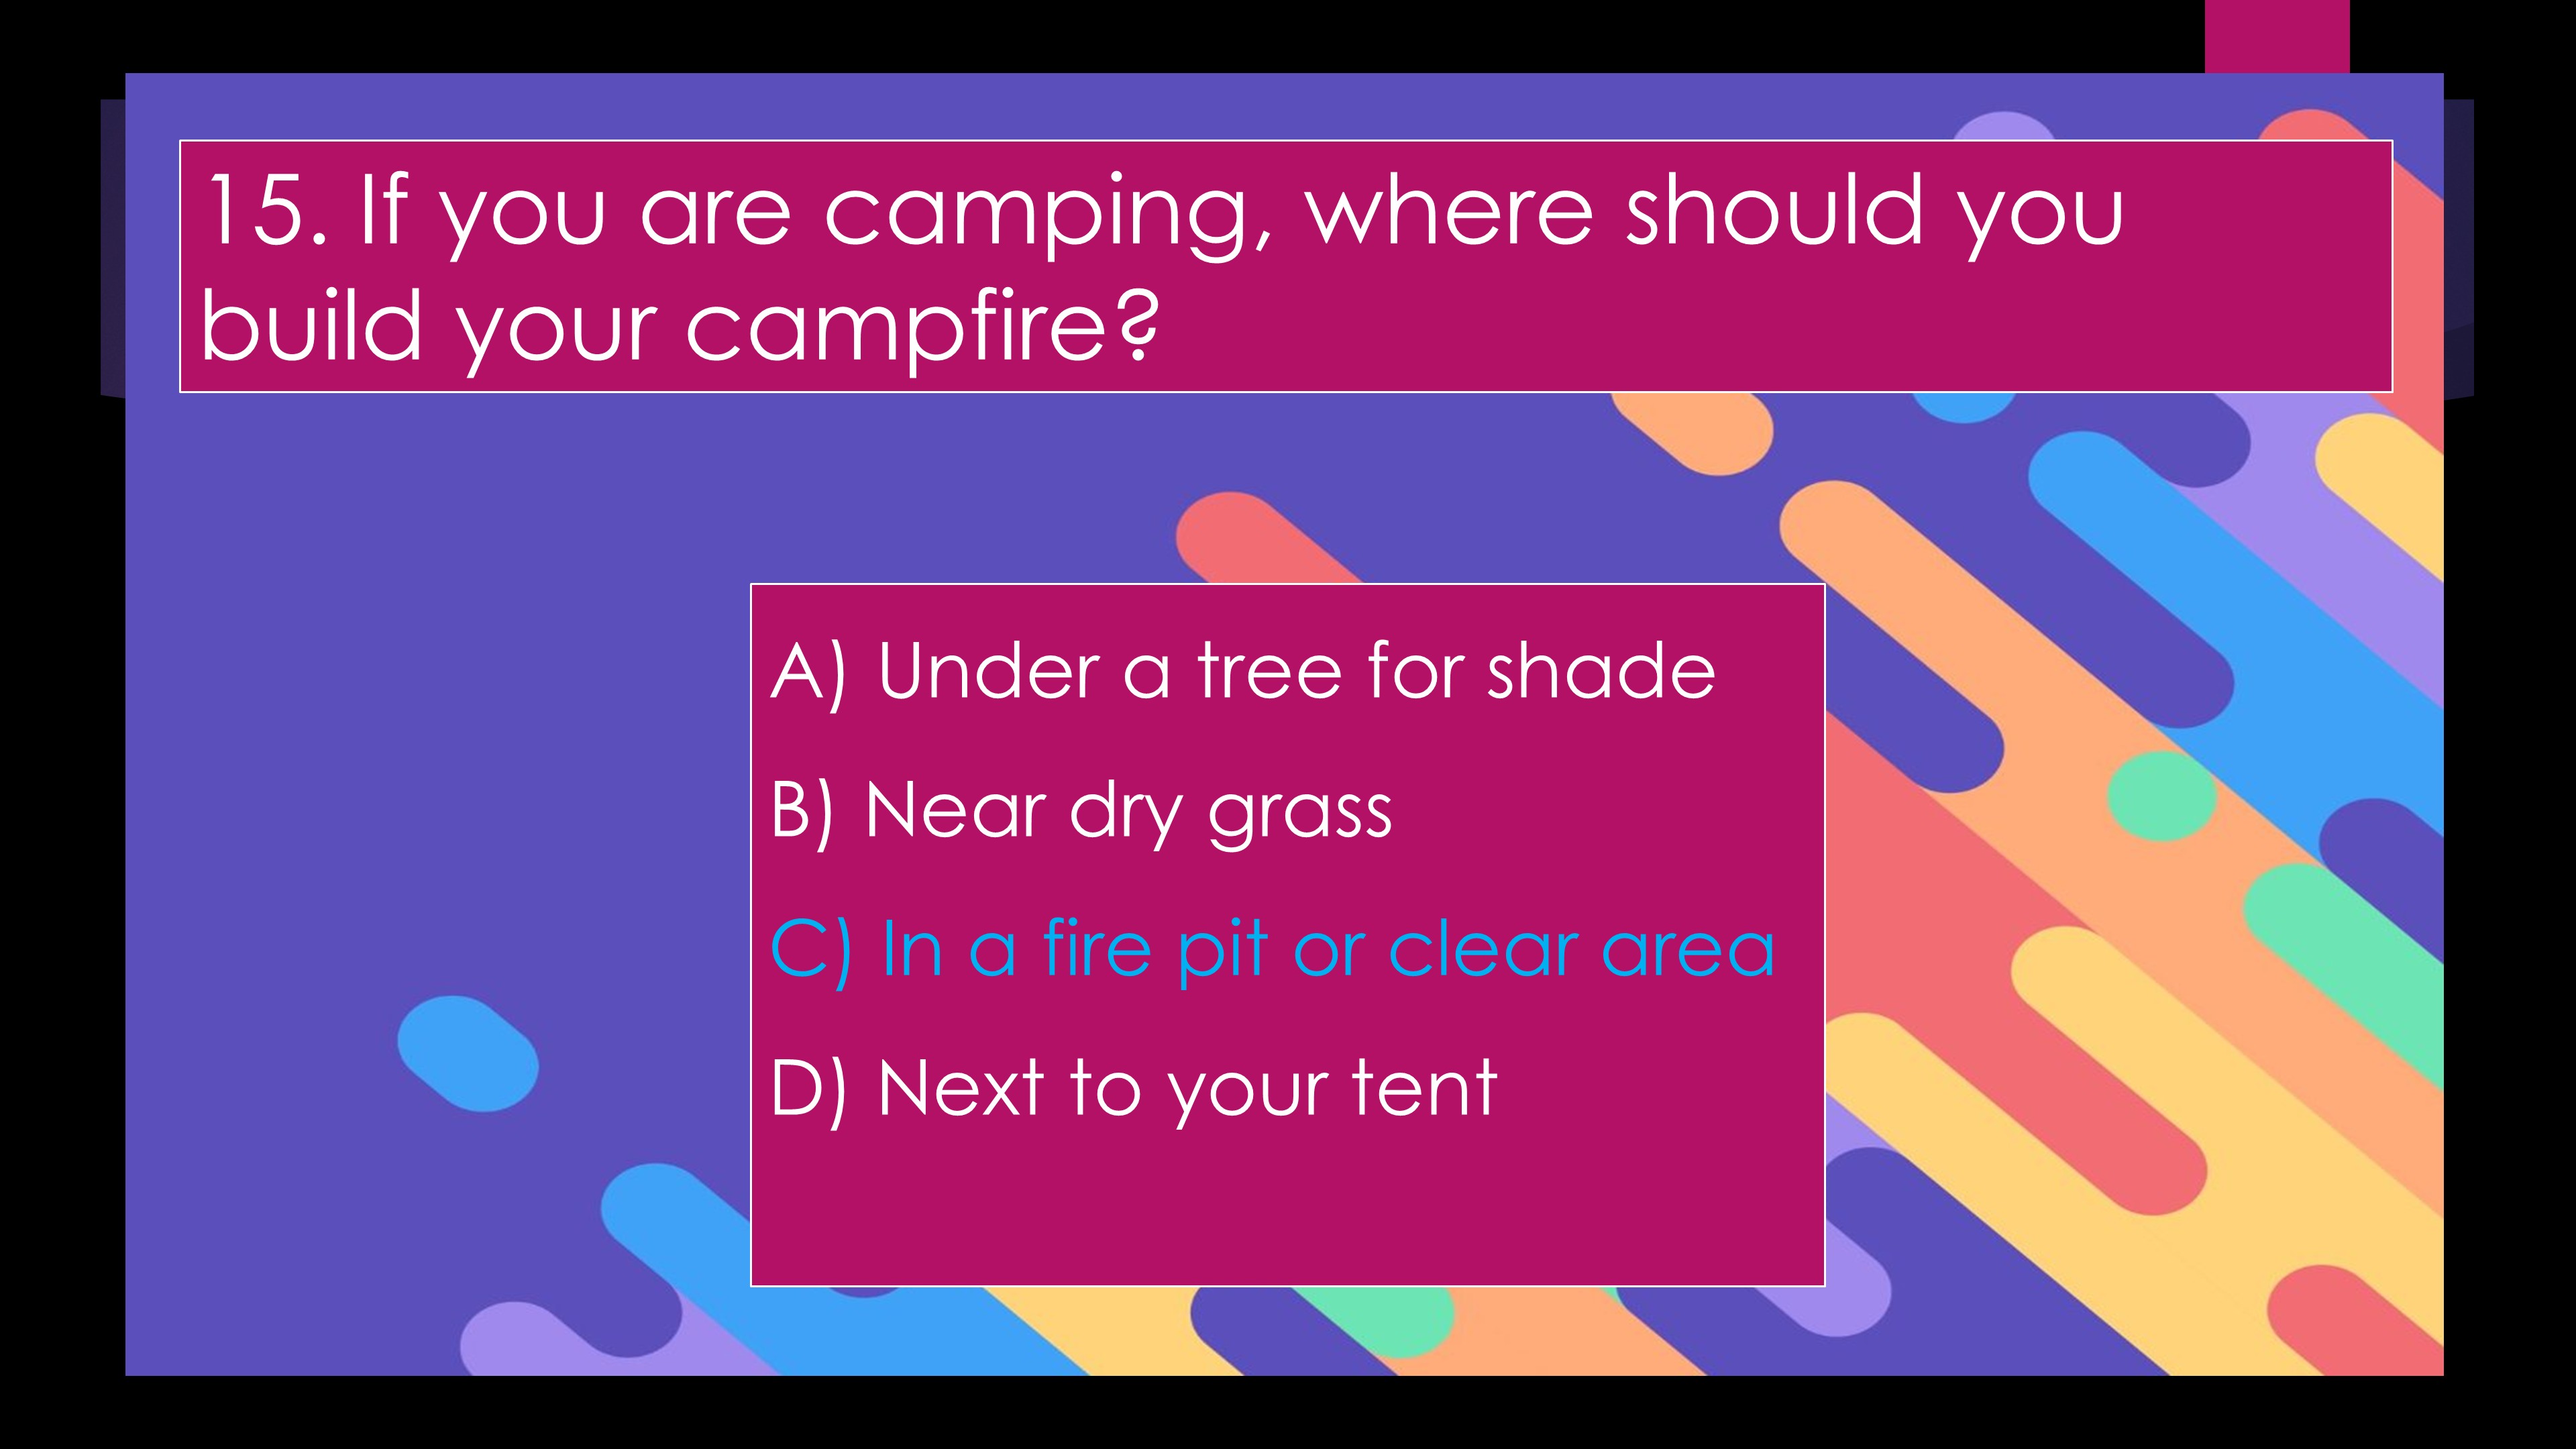 15. If you are camping, where should you
build your campfire?
A) Under a tree for shade
B) Near dry grass
C) In a fire pit or clear area
D) Next to your tent